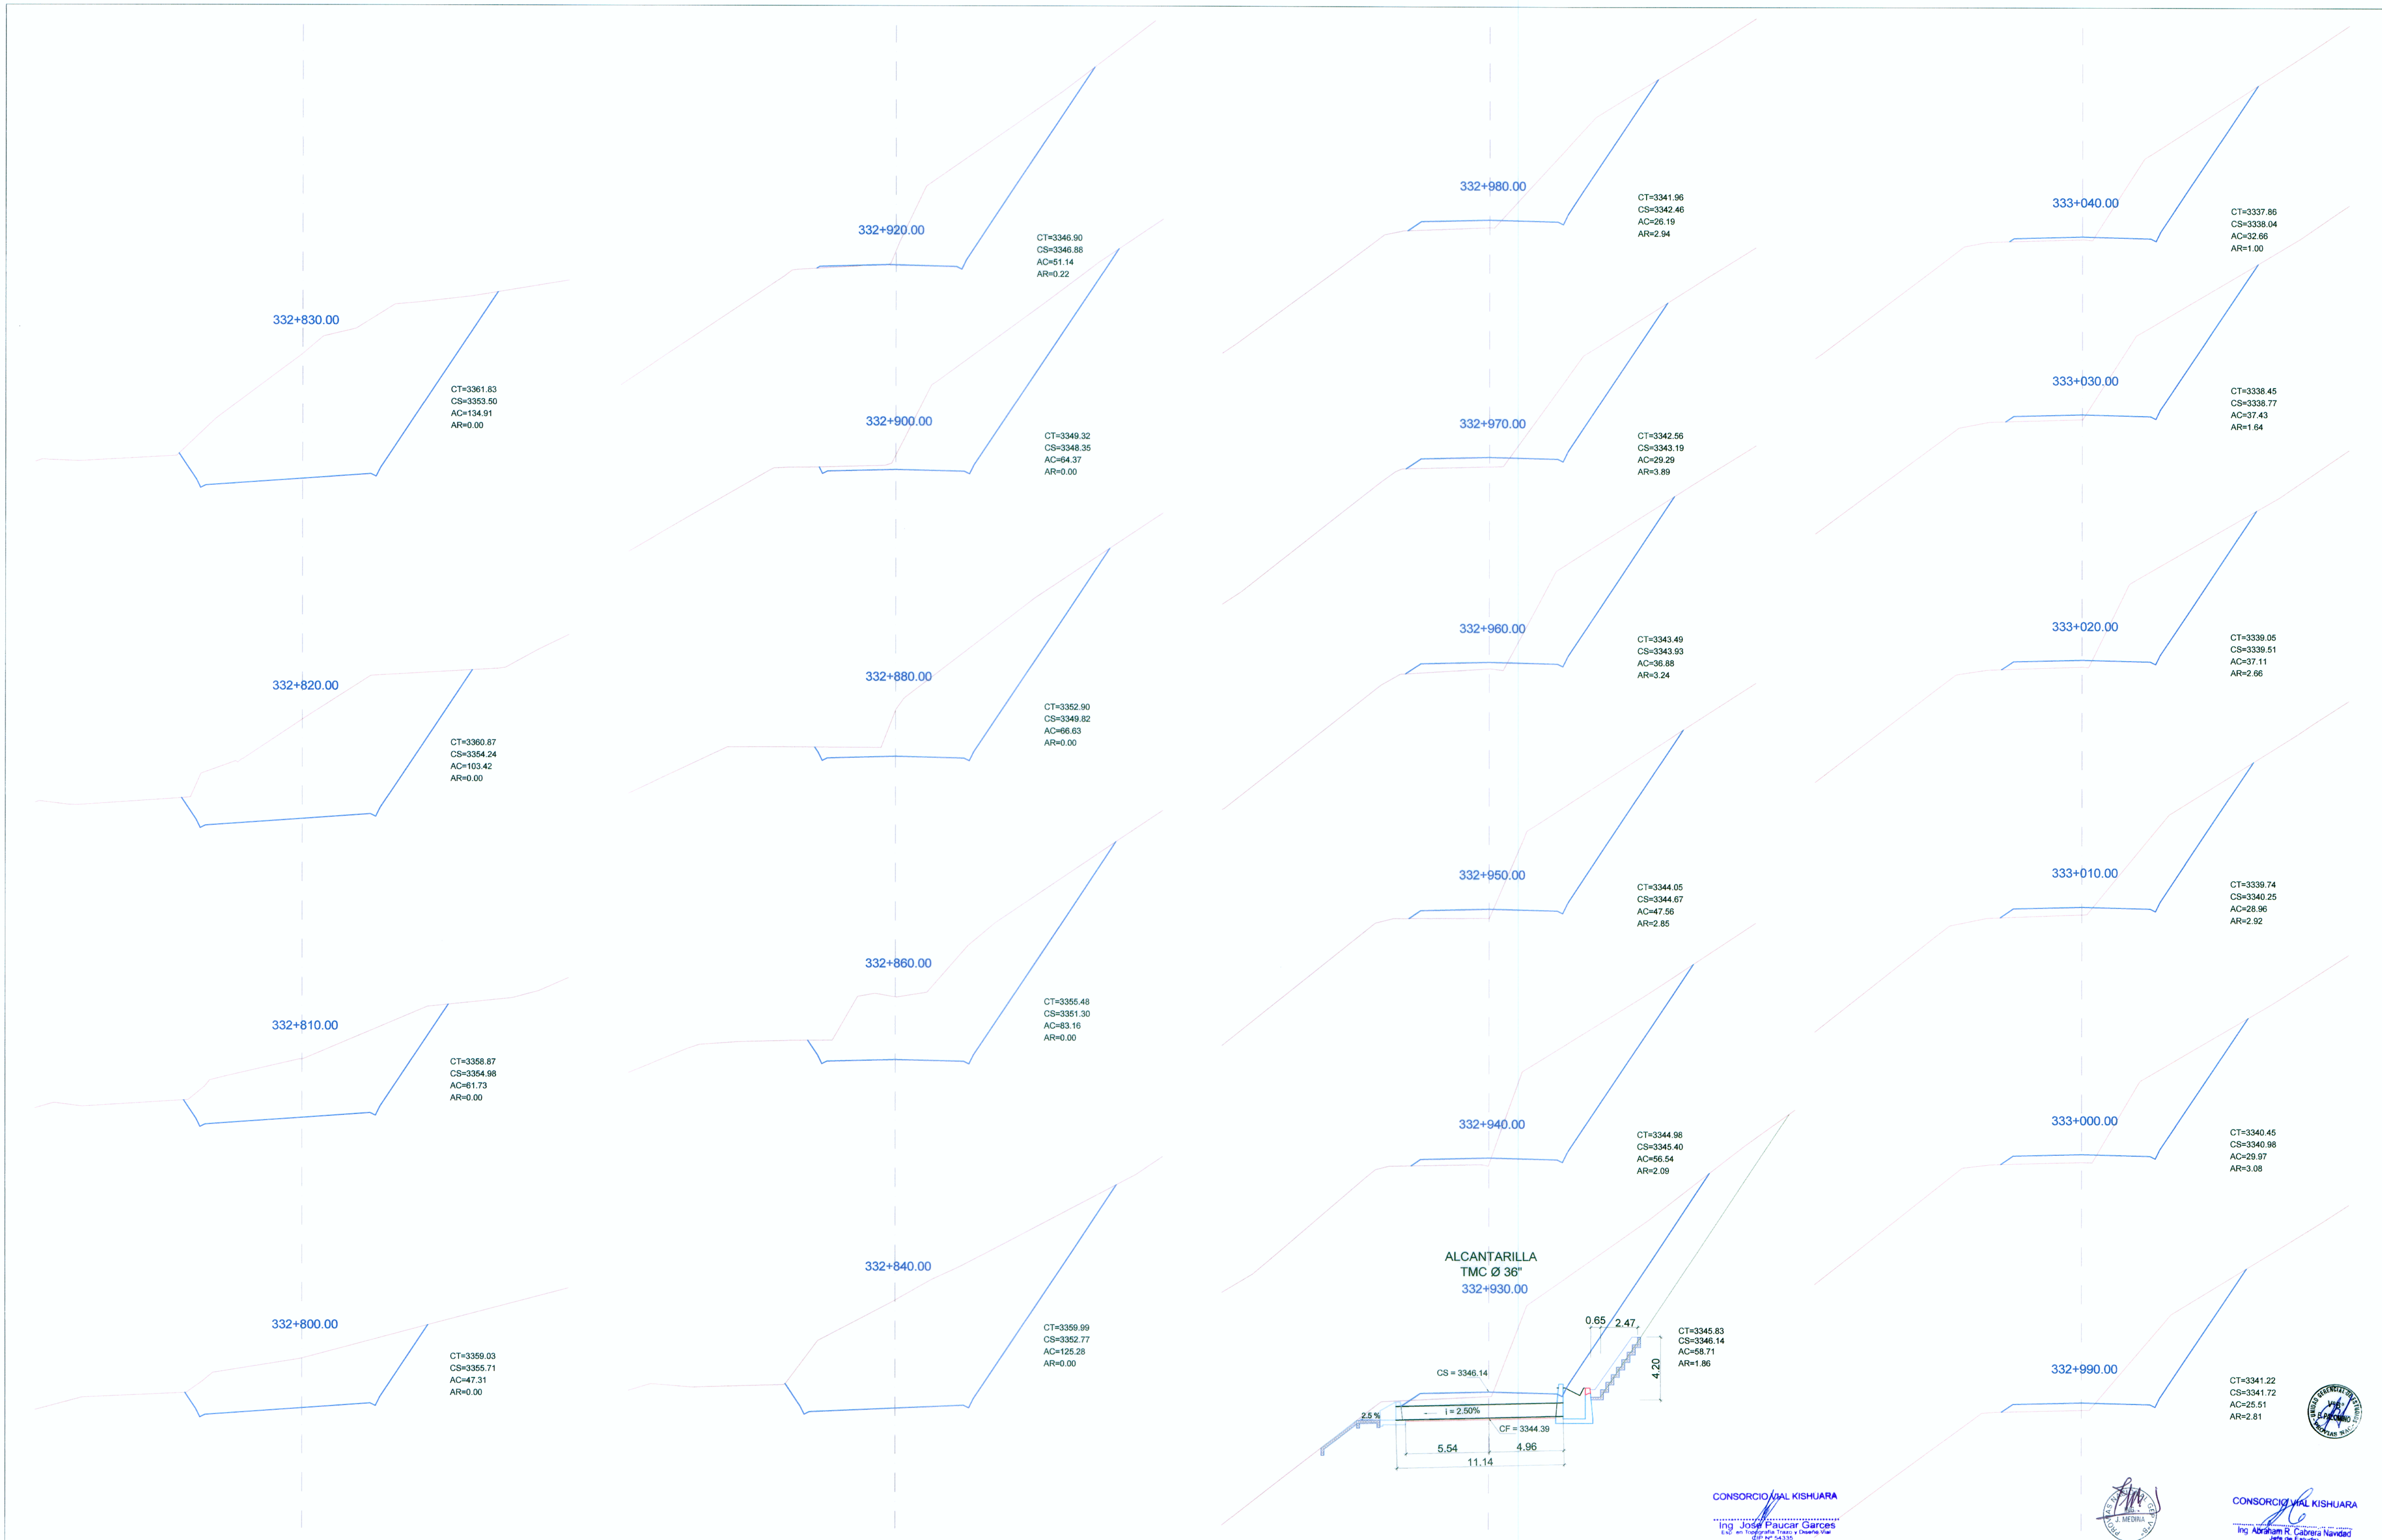 332+830.00
CT=3361.83
CS=3353.50
AC=134.91
AR=0.00
332+820.00
CT=3360.87
CS=3354.24
AC=103.42
AR=0.00
332+810.00
CT=3358.87
CS=3354.98
AC=61.73
AR=0.00
332+800.00
CT=3359.03
CS=3355.71
AC=47.31
AR=0.00
332+920.00
CT=3346.90
CS=3346.88
AC=51.14
AR=0.22
332+900.00
CT=3349.32
CS=3348.35
AC=64.37
AR=0.00
332+880.00
CT=3352.90
CS=3349.82
AC=66.63
AR=0.00
332+860.00
CT=3355.48
CS=3351.30
AC=83.16
AR=0.00
332+840.00
CT=3359.99
CS=3352.77
AC=125.28
AR=0.00
332+980.00
CT=3341.96
CS=3342.46
AC=26.19
AR=2.94
332+970.00
CT=3342.56
CS=3343.19
AC=29.29
AR=3.89
332+960.00
CT=3343.49
CS=3343.93
AC=36.88
AR=3.24
332+950.00
CT=3344.05
CS=3344.67
AC=47.56
AR=2.85
332+940.00
CT=3344.98
CS=3345.40
AC=56.54
AR=2.09
ALCANTARILLA
TMC Ø 36"
332+930.00
0.65 2.47
4.20
CT=3345.83
CS=3346.14
AC=58.71
AR=1.86
CS = 3346.14
2.5 %
i = 2.50%
CF = 3344.39
5.54 4.96
11.14
333+040.00
CT=3337.86
CS=3338.04
AC=32.66
AR=1.00
333+030.00
CT=3338.45
CS=3338.77
AC=37.43
AR=1.64
333+020.00
CT=3339.05
CS=3339.51
AC=37.11
AR=2.66
333+010.00
CT=3339.74
CS=3340.25
AC=28.96
AR=2.92
333+000.00
CT=3340.45
CS=3340.98
AC=29.97
AR=3.08
332+990.00
CT=3341.22
CS=3341.72
AC=25.51
AR=2.81
CONSORCIO VIAL KISHUARA
Ing José Paucar Garces
Esp. en Topografía Trazo y Diseño Vial
CIP Nº 54335
J. MEDINA
CONSORCIO VIAL KISHUARA
Ing Abraham R. Cabrera Navidad
Jefe de Estudio